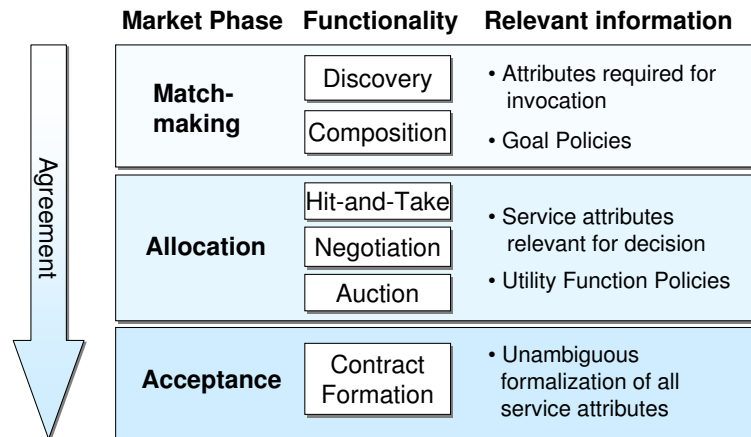 Market Phase Functionality Relevant information
Agreement
Match-
making
Discovery
Composition
• Attributes required for
invocation
• Goal Policies
Allocation
Hit-and-Take
Negotiation
Auction
• Service attributes
relevant for decision
• Utility Function Policies
Acceptance
Contract
Formation
• Unambiguous
formalization of all
service attributes